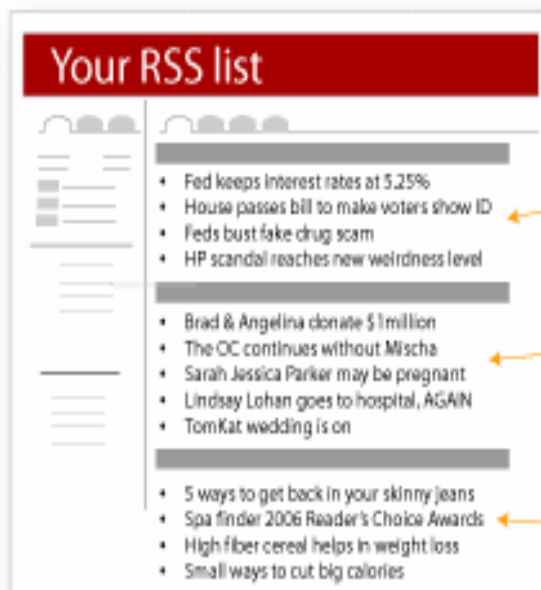 Your RSS list
• Fed keeps interest rates at 5.25%
• House passes bill to make voters show ID
• Feds bust fake drug scam
• HP scandal reaches new weirdness level
• Brad & Angelina donate $1million
• The OC continues without Mischa
• Sarah Jessica Parker may be pregnant
• Lindsay Lohan goes to hospital, AGAIN
• TomKat wedding is on
• 5 ways to get back in your skinny jeans
• Spa finder 2006 Reader's Choice Awards
• High fiber cereal helps in weight loss
• Small ways to cut big calories